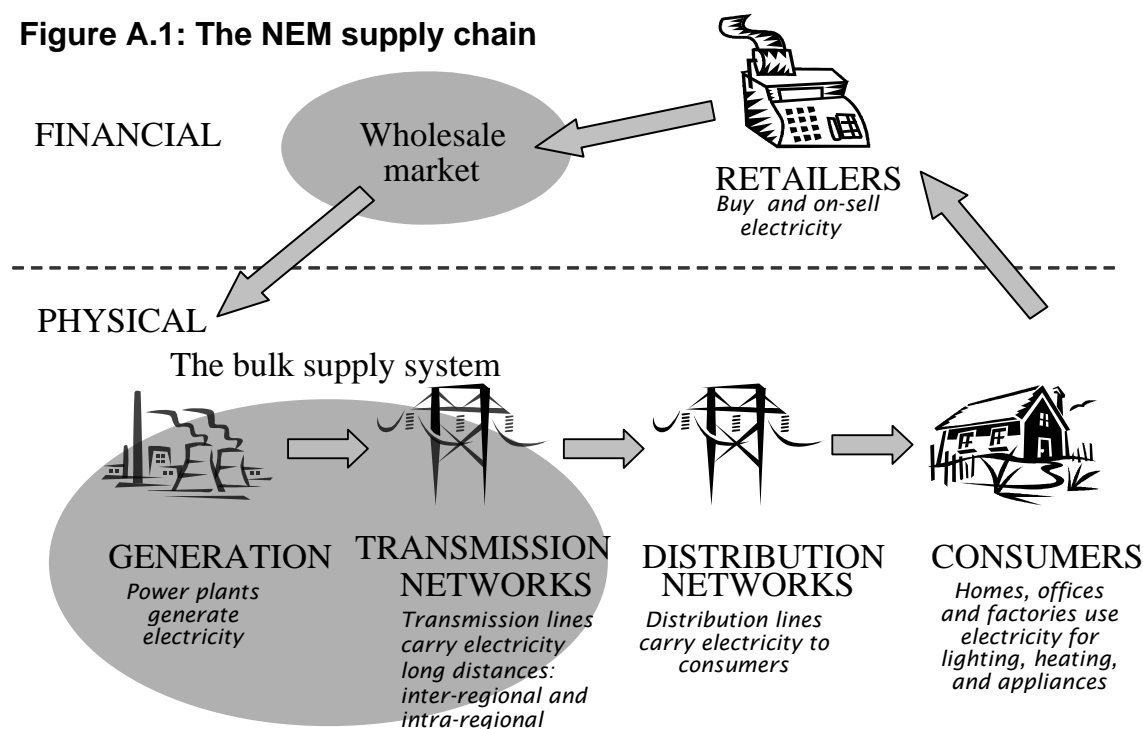 Figure A.1: The NEM supply chain
FINANCIAL
Wholesale
market
RETAILERS
Buy and on-sell
electricity
PHYSICAL
The bulk supply system
GENERATION
Power plants
generate
electricity
TRANSMISSION
NETWORKS
Transmission lines
carry electricity
long distances:
inter-regional and
intra-regional
DISTRIBUTION
NETWORKS
Distribution lines
carry electricity to
consumers
CONSUMERS
Homes, offices
and factories use
electricity for
lighting, heating,
and appliances